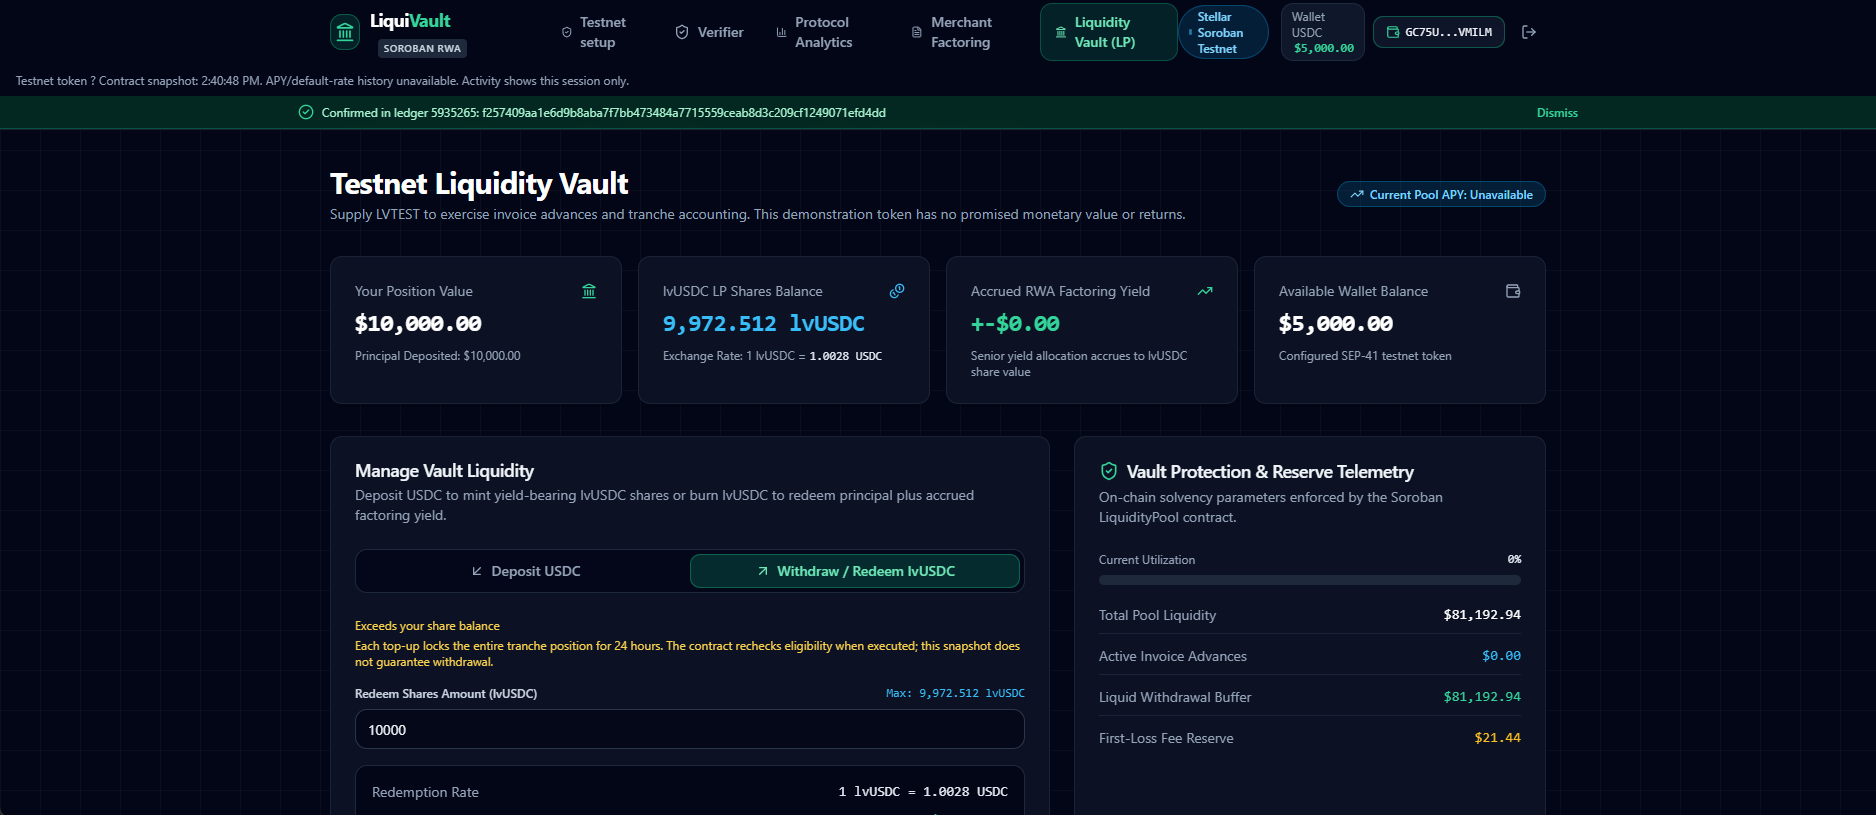 LiquiVault
SOROBAN RWA
Testnet setup
Verifier
Protocol Analytics
Merchant Factoring
Liquidity Vault (LP)
Stellar Soroban Testnet
Wallet USDC
$5,000.00
GC75U...VMILM
Testnet token ? Contract snapshot: 2:40:48 PM. APY/default-rate history unavailable. Activity shows this session only.
Confirmed in ledger 5935265: f257409aa1e6d9b8aba7f7bb473484a7715559ceab8d3c209cf1249071efd4dd
Dismiss
Testnet Liquidity Vault
Supply LVTEST to exercise invoice advances and tranche accounting. This demonstration token has no promised monetary value or returns.
Current Pool APY: Unavailable
Your Position Value
$10,000.00
Principal Deposited: $10,000.00
lvUSDC LP Shares Balance
9,972.512 lvUSDC
Exchange Rate: 1 lvUSDC = 1.0028 USDC
Accrued RWA Factoring Yield
+-$0.00
Senior yield allocation accrues to lvUSDC
share value
Available Wallet Balance
$5,000.00
Configured SEP-41 testnet token
Manage Vault Liquidity
Deposit USDC to mint yield-bearing lvUSDC shares or burn lvUSDC to redeem principal plus accrued
factoring yield.
Deposit USDC
Withdraw / Redeem lvUSDC
Exceeds your share balance
Each top-up locks the entire tranche position for 24 hours. The contract rechecks eligibility when executed; this snapshot does
not guarantee withdrawal.
Redeem Shares Amount (lvUSDC)
Max: 9,972.512 lvUSDC
10000
Redemption Rate
1 lvUSDC = 1.0028 USDC
Vault Protection & Reserve Telemetry
On-chain solvency parameters enforced by the Soroban
LiquidityPool contract.
Current Utilization
0%
Total Pool Liquidity
$81,192.94
Active Invoice Advances
$0.00
Liquid Withdrawal Buffer
$81,192.94
First-Loss Fee Reserve
$21.44